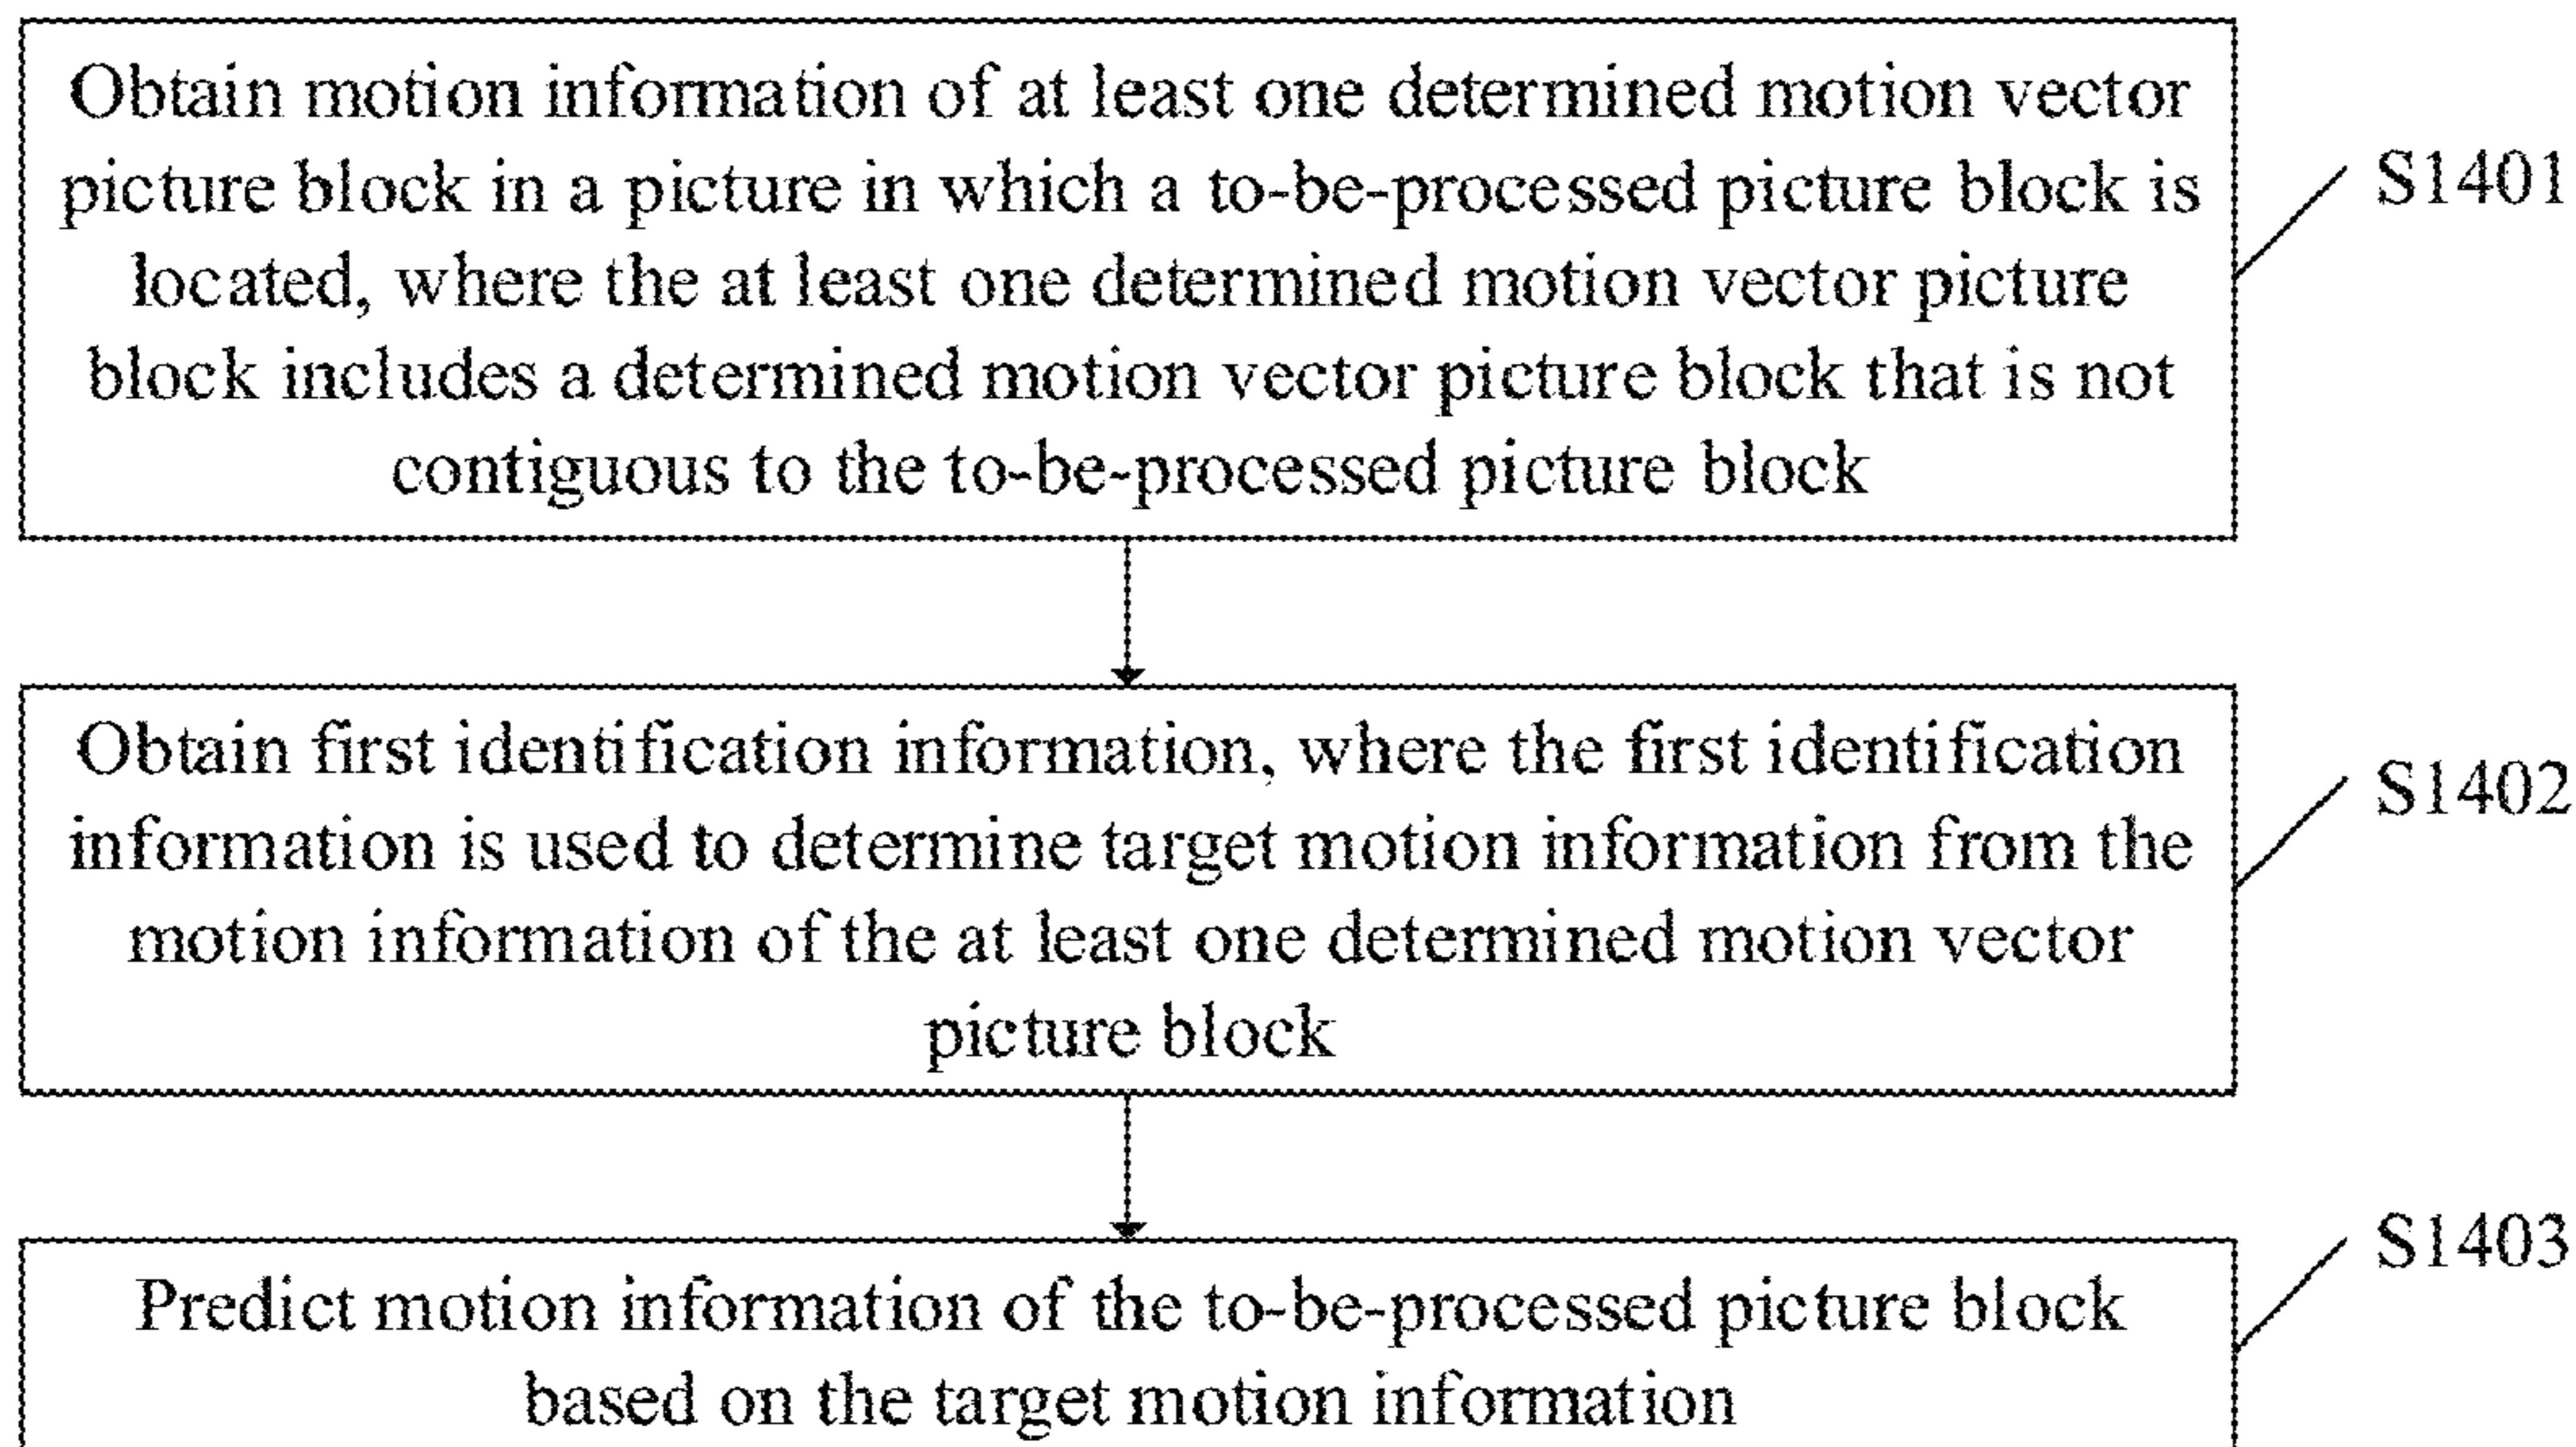 Obtain motion information of at least one determined motion vector
picture block in a picture in which a to-be-processed picture block is
located, where the at least one determined motion vector picture
block includes a determined motion vector picture block that is not
contiguous to the to-be-processed picture block
S1401
Obtain first identification information, where the first identification
information is used to determine target motion information from the
motion information of the at least one determined motion vector
picture block
S1402
Predict motion information of the to-be-processed picture block
based on the target motion information
S1403